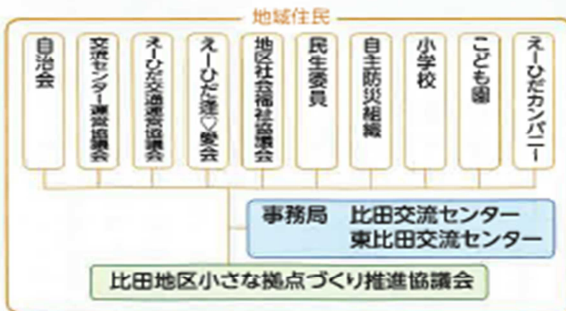 地域住民
自治会
交流センター運営協議会
えーひだ交通運営協議会
えーひだ逢♡愛会
地区社会福祉協議会
民生委員
自主防災組織
小学校
こども園
えーひだカンパニー
事務局 比田交流センター
東比田交流センター
比田地区小さな拠点づくり推進協議会